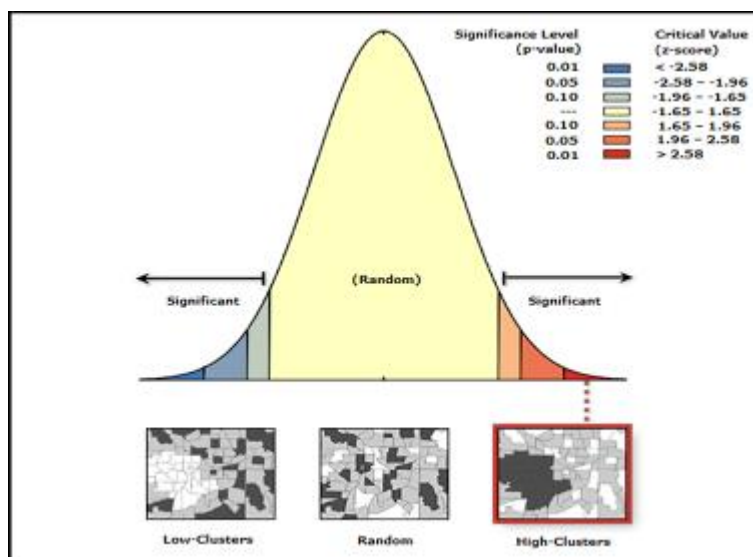 Significance Level Critical Value
(p-value) (z-score)
0.01 < -2.58
0.05 -2.58 – -1.96
0.10 -1.96 – -1.65
--- -1.65 – 1.65
0.10 1.65 – 1.96
0.05 1.96 – 2.58
0.01 > 2.58
(Random)
Significant Significant
Low-Clusters Random High-Clusters